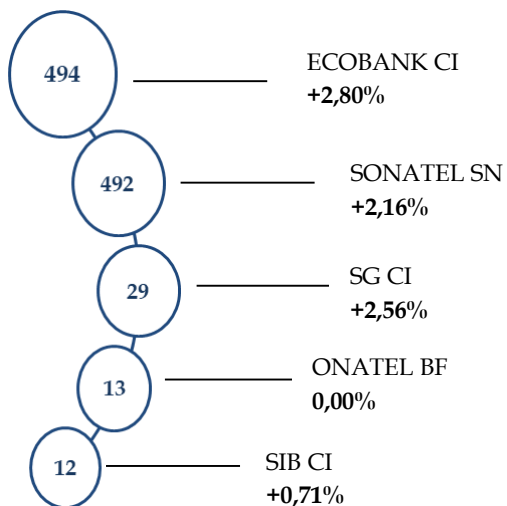 494
ECOBANK CI
+2,80%
492
SONATEL SN
+2,16%
29
SG CI
+2,56%
13
ONATEL BF
0,00%
12
SIB CI
+0,71%